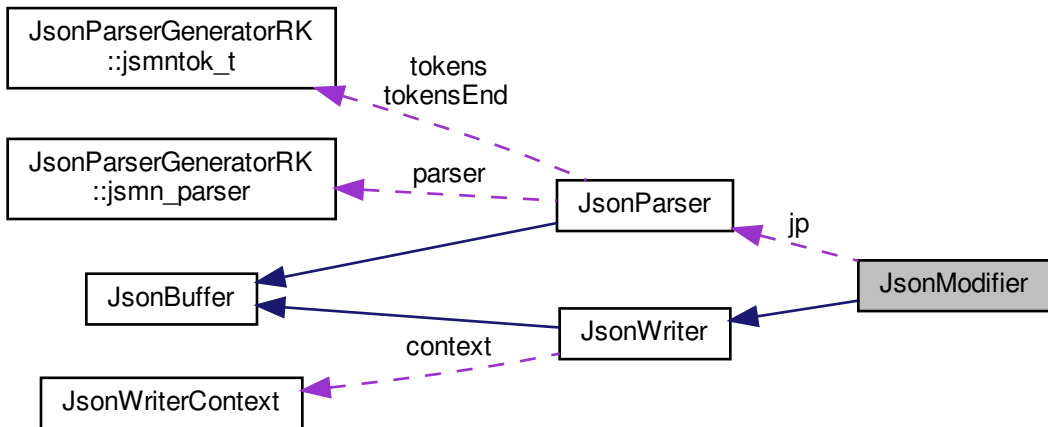 JsonParserGeneratorRK
::jsmntok_t
tokens
tokensEnd
JsonParserGeneratorRK
::jsmn_parser
parser
JsonParser
jp
JsonModifier
JsonBuffer
JsonWriter
context
JsonWriterContext